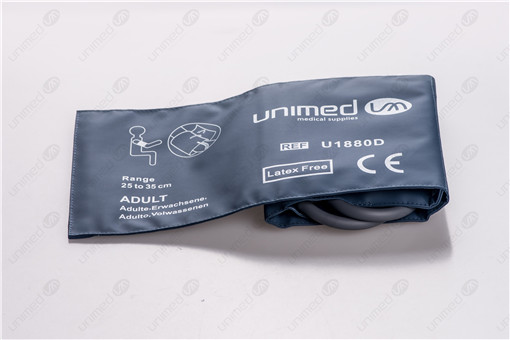 unimed
medical supplies
REF U1880D
Latex Free
CE
Range
25 to 35 cm
ADULT
Adulte-Erwachsene-
Adulto,Volwassenen